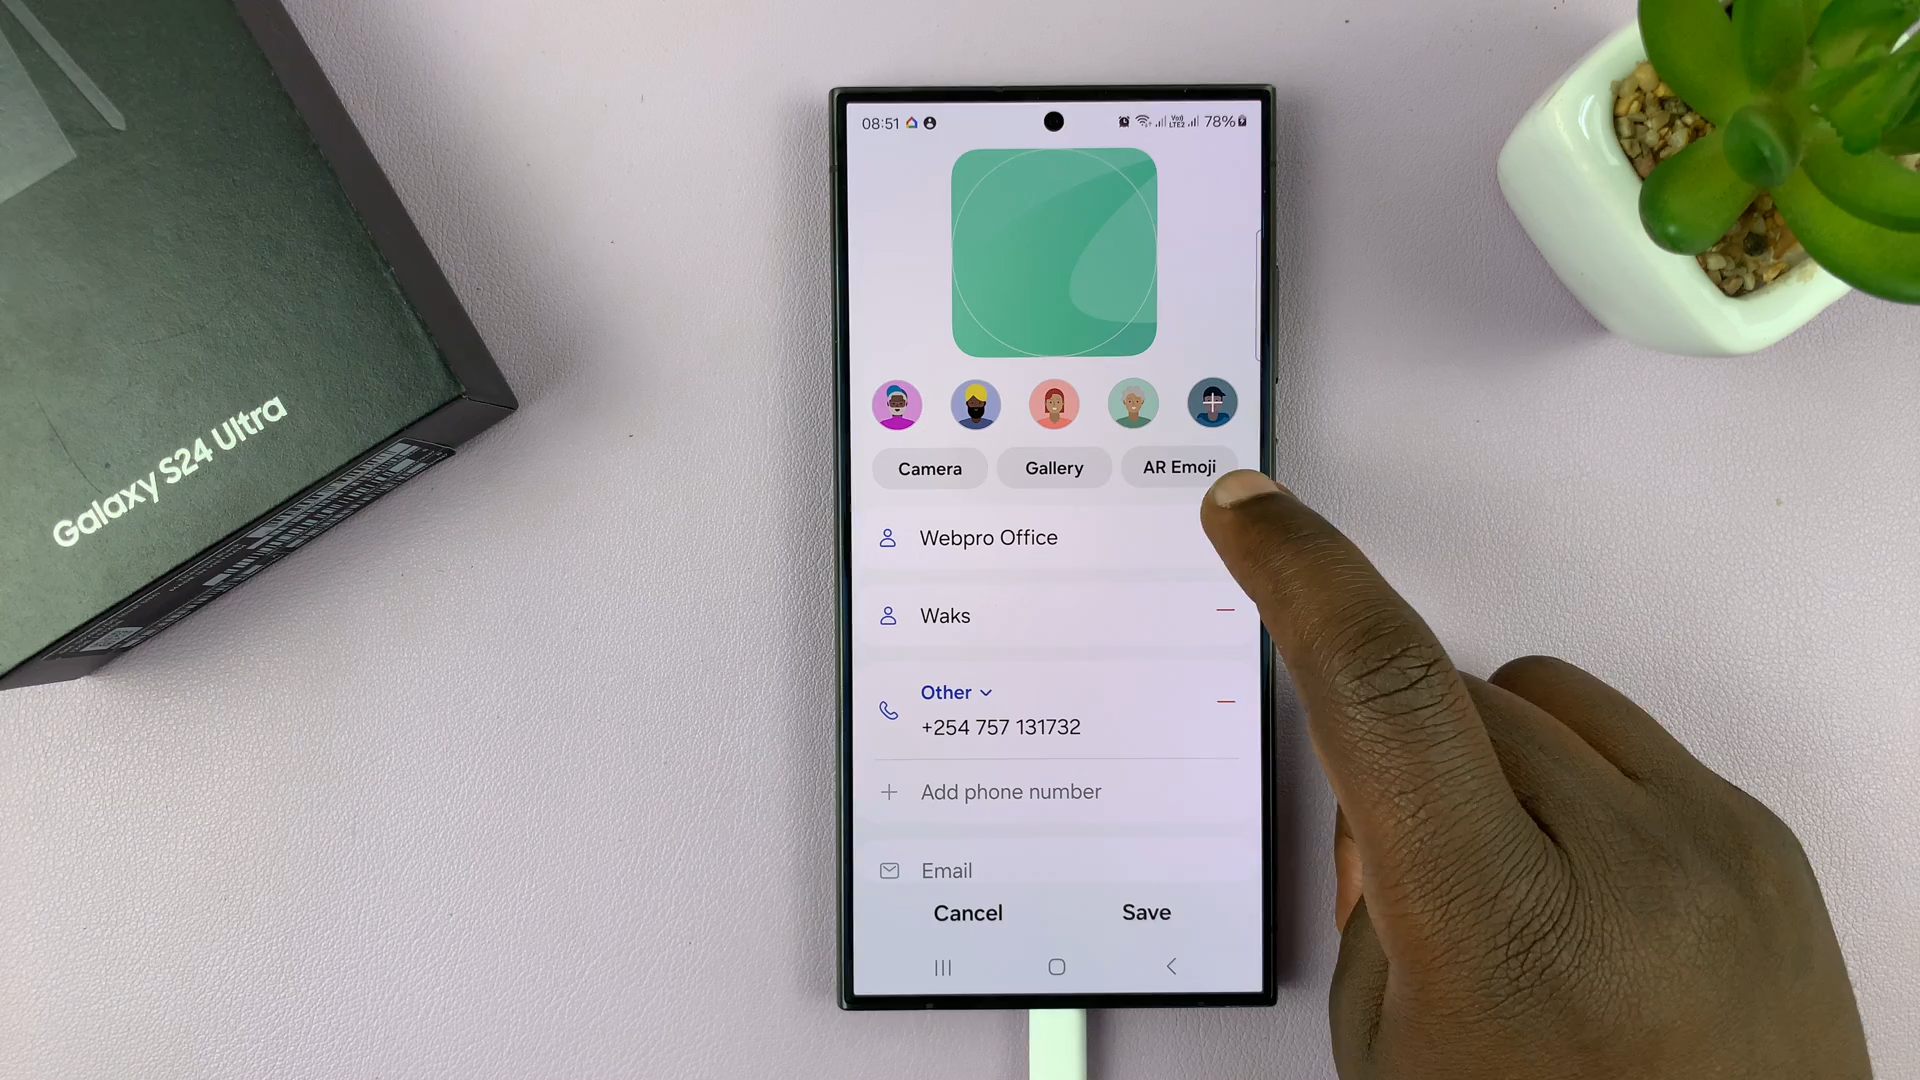 Galaxy S24 Ultra
08:51
78%
Camera
Gallery
AR Emoji
Webpro Office
Waks
Other
+254 757 131732
Add phone number
Email
Cancel
Save